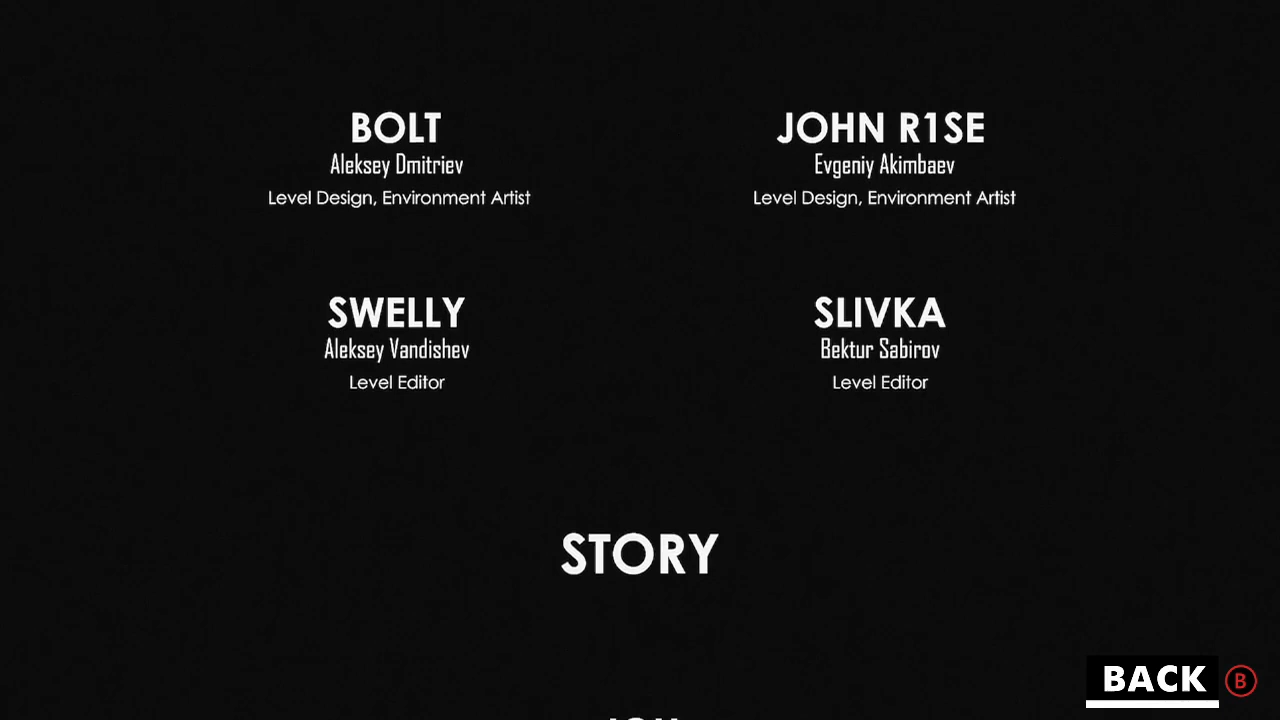 BOLT
Aleksey Dmitriev
Level Design, Environment Artist
JOHN R1SE
Evgeniy Akimbaev
Level Design, Environment Artist
SWELLY
Aleksey Vandishev
Level Editor
SLIVKA
Bektur Sabirov
Level Editor
STORY
BACK B